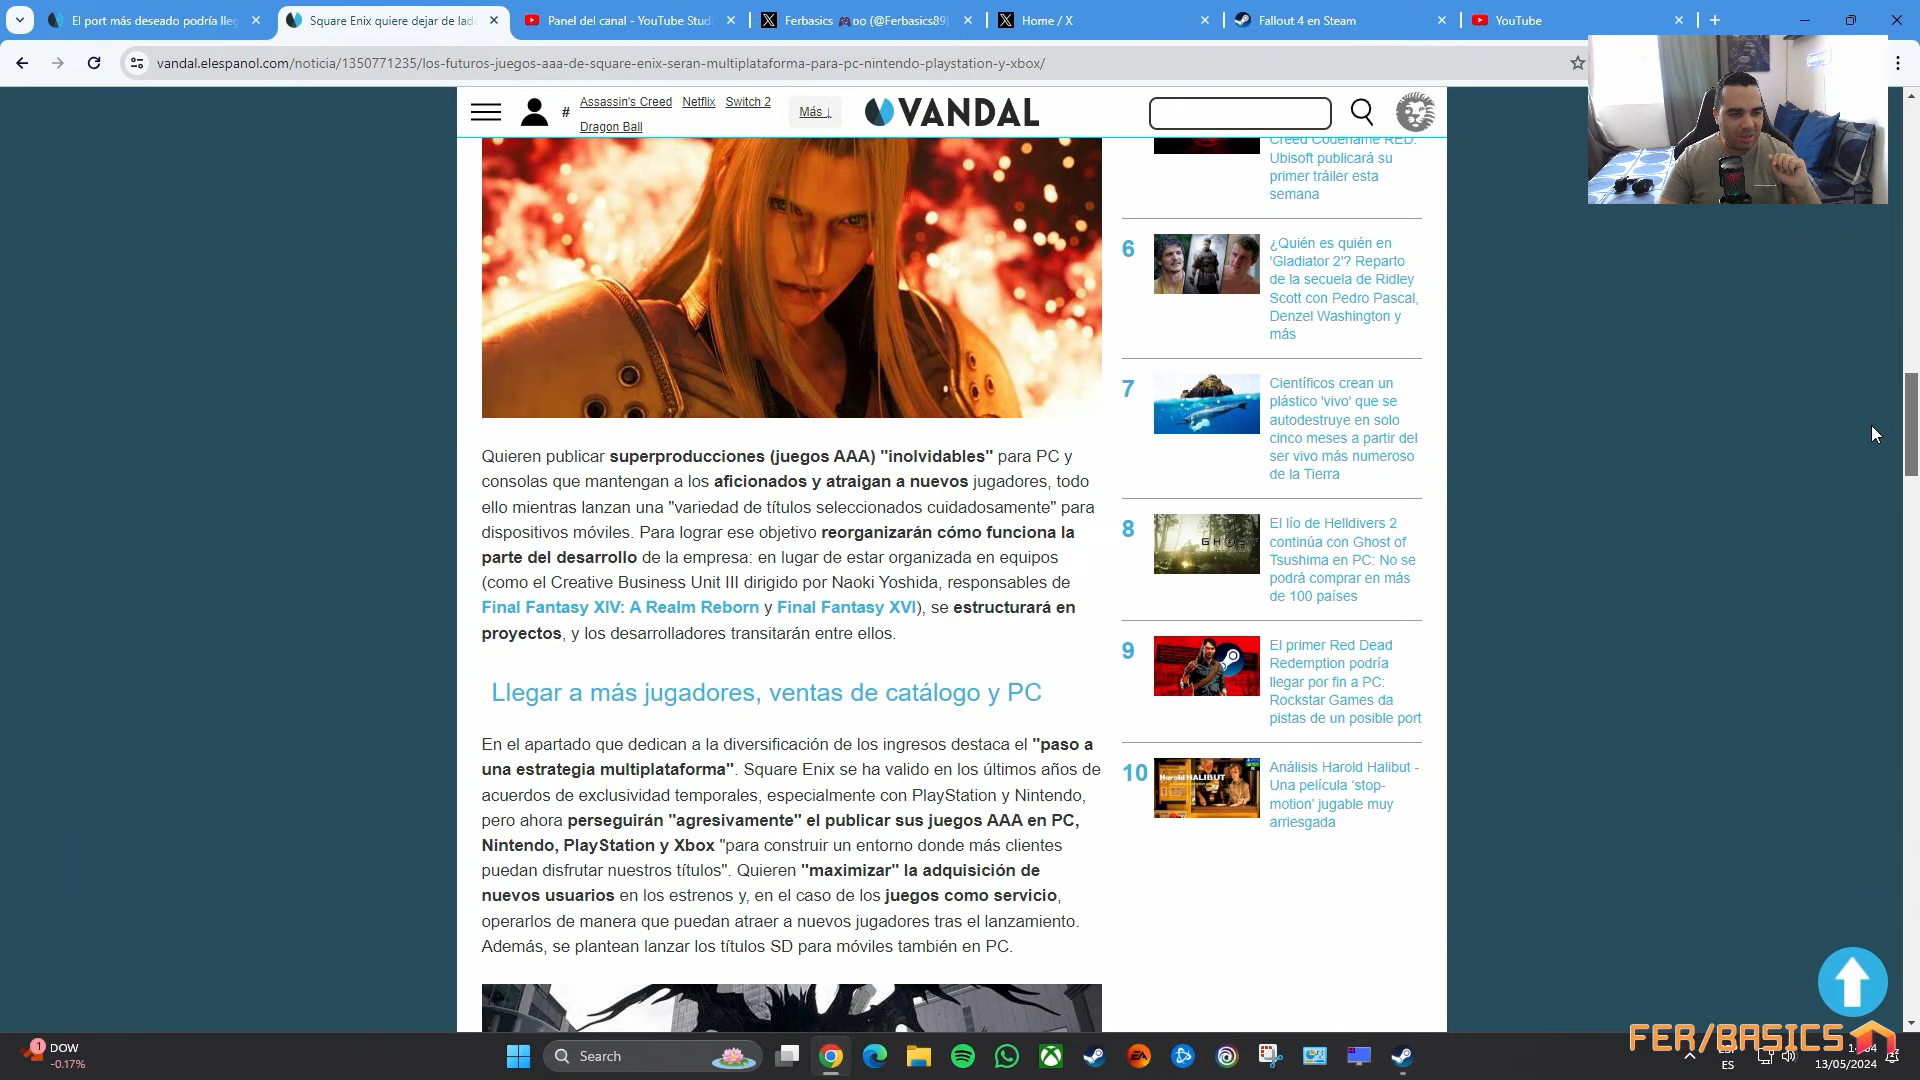 El port más deseado podría lleg
Square Enix quiere dejar de lad
Panel del canal - YouTube Stud
Ferbasics 🎮 DO (@Ferbasics89)
Home / X
Fallout 4 en Steam
YouTube
vandal.elespanol.com/noticia/1350771235/los-futuros-juegos-aaa-de-square-enix-seran-multiplataforma-para-pc-nintendo-playstation-y-xbox/
# Assassin's Creed Netflix Switch 2
Dragon Ball
Más ↓
VANDAL
Quieren publicar superproducciones (juegos AAA) "inolvidables" para PC y
consolas que mantengan a los aficionados y atraigan a nuevos jugadores, todo
ello mientras lanzan una "variedad de títulos seleccionados cuidadosamente" para
dispositivos móviles. Para lograr ese objetivo reorganizarán cómo funciona la
parte del desarrollo de la empresa: en lugar de estar organizada en equipos
(como el Creative Business Unit III dirigido por Naoki Yoshida, responsables de
Final Fantasy XIV: A Realm Reborn y Final Fantasy XVI), se estructurará en
proyectos, y los desarrolladores transitarán entre ellos.
Llegar a más jugadores, ventas de catálogo y PC
En el apartado que dedican a la diversificación de los ingresos destaca el "paso a
una estrategia multiplataforma". Square Enix se ha valido en los últimos años de
acuerdos de exclusividad temporales, especialmente con PlayStation y Nintendo,
pero ahora perseguirán "agresivamente" el publicar sus juegos AAA en PC,
Nintendo, PlayStation y Xbox "para construir un entorno donde más clientes
puedan disfrutar nuestros títulos". Quieren "maximizar" la adquisición de
nuevos usuarios en los estrenos y, en el caso de los juegos como servicio,
operarlos de manera que puedan atraer a nuevos jugadores tras el lanzamiento.
Además, se plantean lanzar los títulos SD para móviles también en PC.
Creed Codename RED:
Ubisoft publicará su
primer tráiler esta
semana
6
¿Quién es quién en
'Gladiator 2'? Reparto
de la secuela de Ridley
Scott con Pedro Pascal,
Denzel Washington y
más
7
Científicos crean un
plástico 'vivo' que se
autodestruye en solo
cinco meses a partir del
ser vivo más numeroso
de la Tierra
8
GHOST
El lío de Helldivers 2
continúa con Ghost of
Tsushima en PC: No se
podrá comprar en más
de 100 países
9
El primer Red Dead
Redemption podría
llegar por fin a PC:
Rockstar Games da
pistas de un posible port
10
Harold HALIBUT
Análisis Harold Halibut -
Una película 'stop-
motion' jugable muy
arriesgada
FER/BASICS
1
DOW
-0.17%
Search
EA
ES
13/05/2024